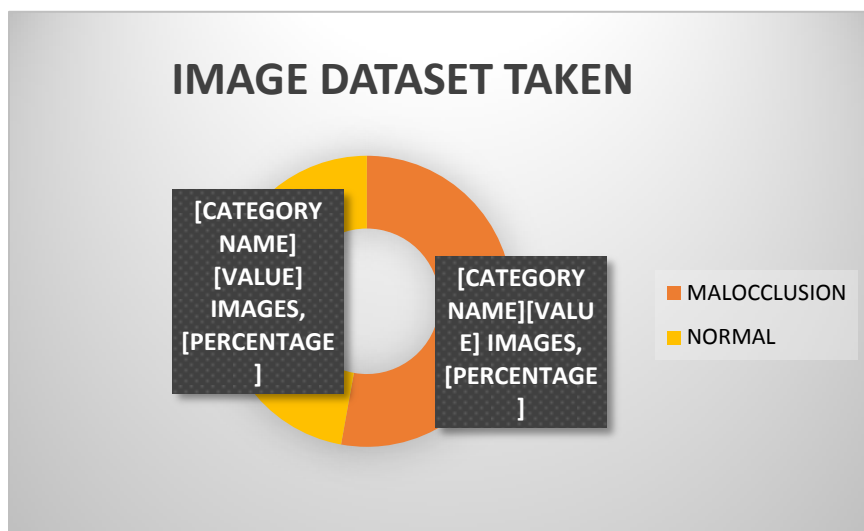 IMAGE DATASET TAKEN
[CATEGORY
NAME]
[VALUE]
IMAGES,
[PERCENTAGE
]
[CATEGORY
NAME][VALU
E] IMAGES,
[PERCENTAGE
]
MALOCCLUSION
NORMAL